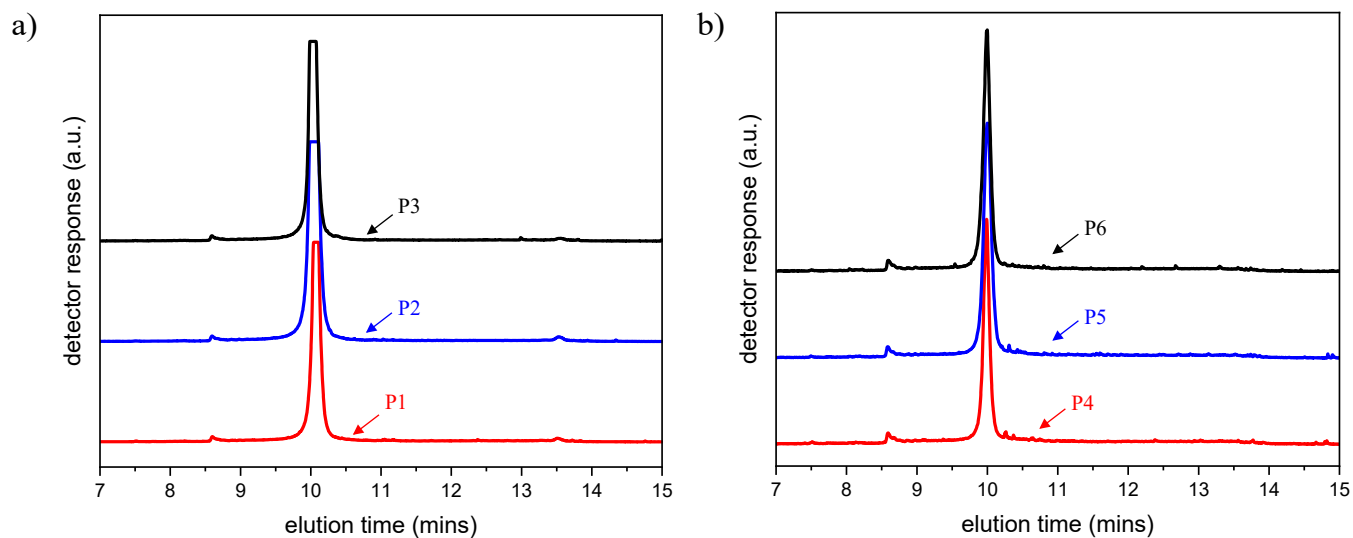 a)
detector response (a.u.)
P3
P2
P1
7 8 9 10 11 12 13 14 15
elution time (mins)
b)
detector response (a.u.)
P6
P5
P4
7 8 9 10 11 12 13 14 15
elution time (mins)